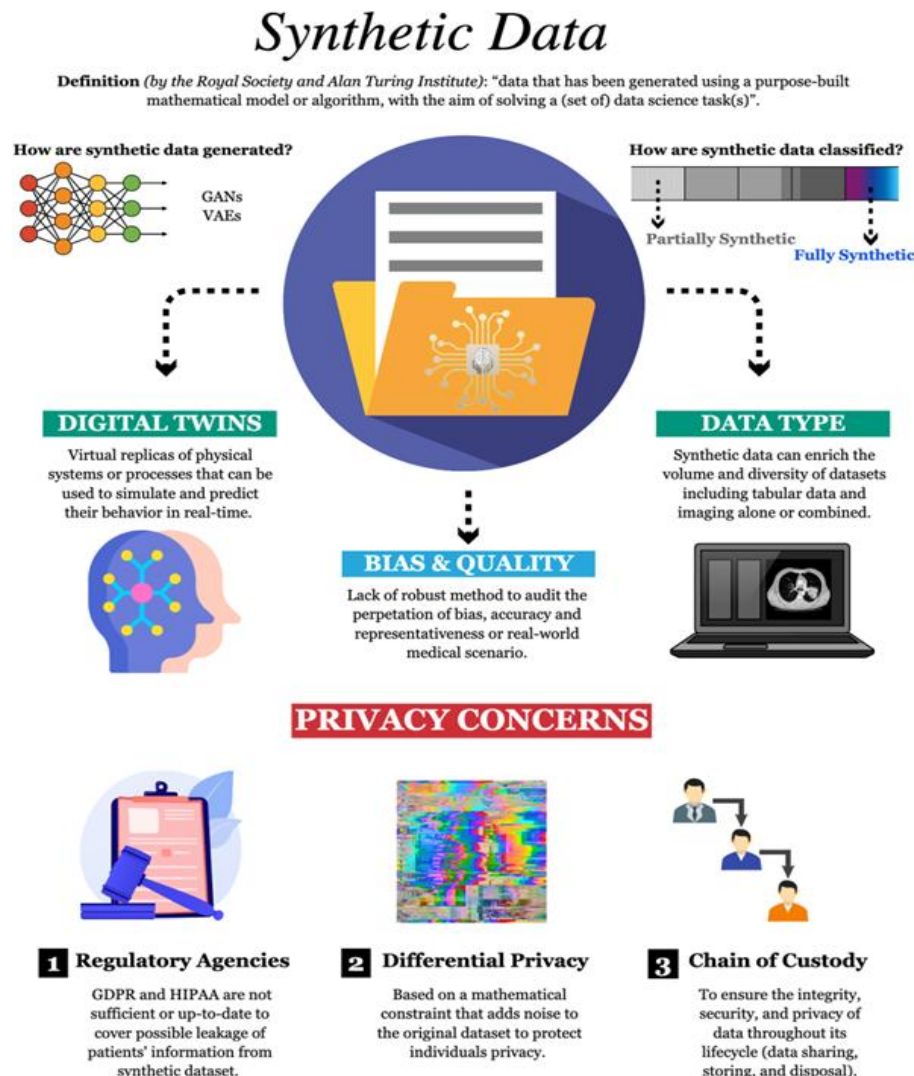 Synthetic Data
Definition (by the Royal Society and Alan Turing Institute): “data that has been generated using a purpose-built
mathematical model or algorithm, with the aim of solving a (set of) data science task(s)”.
How are synthetic data generated?
GANs
VAEs
How are synthetic data classified?
Partially Synthetic
Fully Synthetic
DIGITAL TWINS
Virtual replicas of physical
systems or processes that can be
used to simulate and predict
their behavior in real-time.
BIAS & QUALITY
Lack of robust method to audit the
perpetation of bias, accuracy and
representativeness or real-world
medical scenario.
DATA TYPE
Synthetic data can enrich the
volume and diversity of datasets
including tabular data and
imaging alone or combined.
PRIVACY CONCERNS
1 Regulatory Agencies
GDPR and HIPAA are not
sufficient or up-to-date to
cover possible leakage of
patients’ information from
synthetic dataset.
2 Differential Privacy
Based on a mathematical
constraint that adds noise to
the original dataset to protect
individuals privacy.
3 Chain of Custody
To ensure the integrity,
security, and privacy of
data throughout its
lifecycle (data sharing,
storing, and disposal).